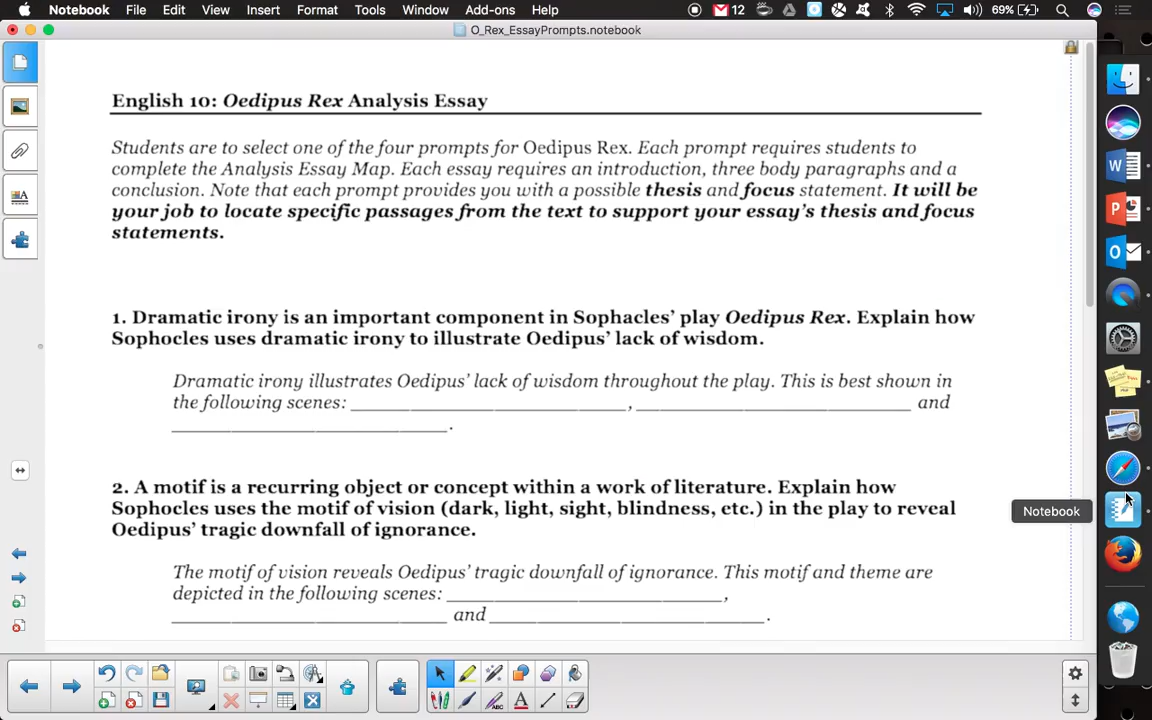 Notebook File Edit View Insert Format Tools Window Add-ons Help 12 69%
O_Rex_EssayPrompts.notebook
English 10: Oedipus Rex Analysis Essay
Students are to select one of the four prompts for Oedipus Rex. Each prompt requires students to
complete the Analysis Essay Map. Each essay requires an introduction, three body paragraphs and a
conclusion. Note that each prompt provides you with a possible thesis and focus statement. It will be
your job to locate specific passages from the text to support your essay's thesis and focus
statements.
1. Dramatic irony is an important component in Sophacles' play Oedipus Rex. Explain how
Sophocles uses dramatic irony to illustrate Oedipus' lack of wisdom.
Dramatic irony illustrates Oedipus' lack of wisdom throughout the play. This is best shown in
the following scenes: ____________________, ____________________ and
____________________.
2. A motif is a recurring object or concept within a work of literature. Explain how
Sophocles uses the motif of vision (dark, light, sight, blindness, etc.) in the play to reveal
Oedipus' tragic downfall of ignorance.
Notebook
The motif of vision reveals Oedipus' tragic downfall of ignorance. This motif and theme are
depicted in the following scenes: ____________________,
____________________ and ____________________.